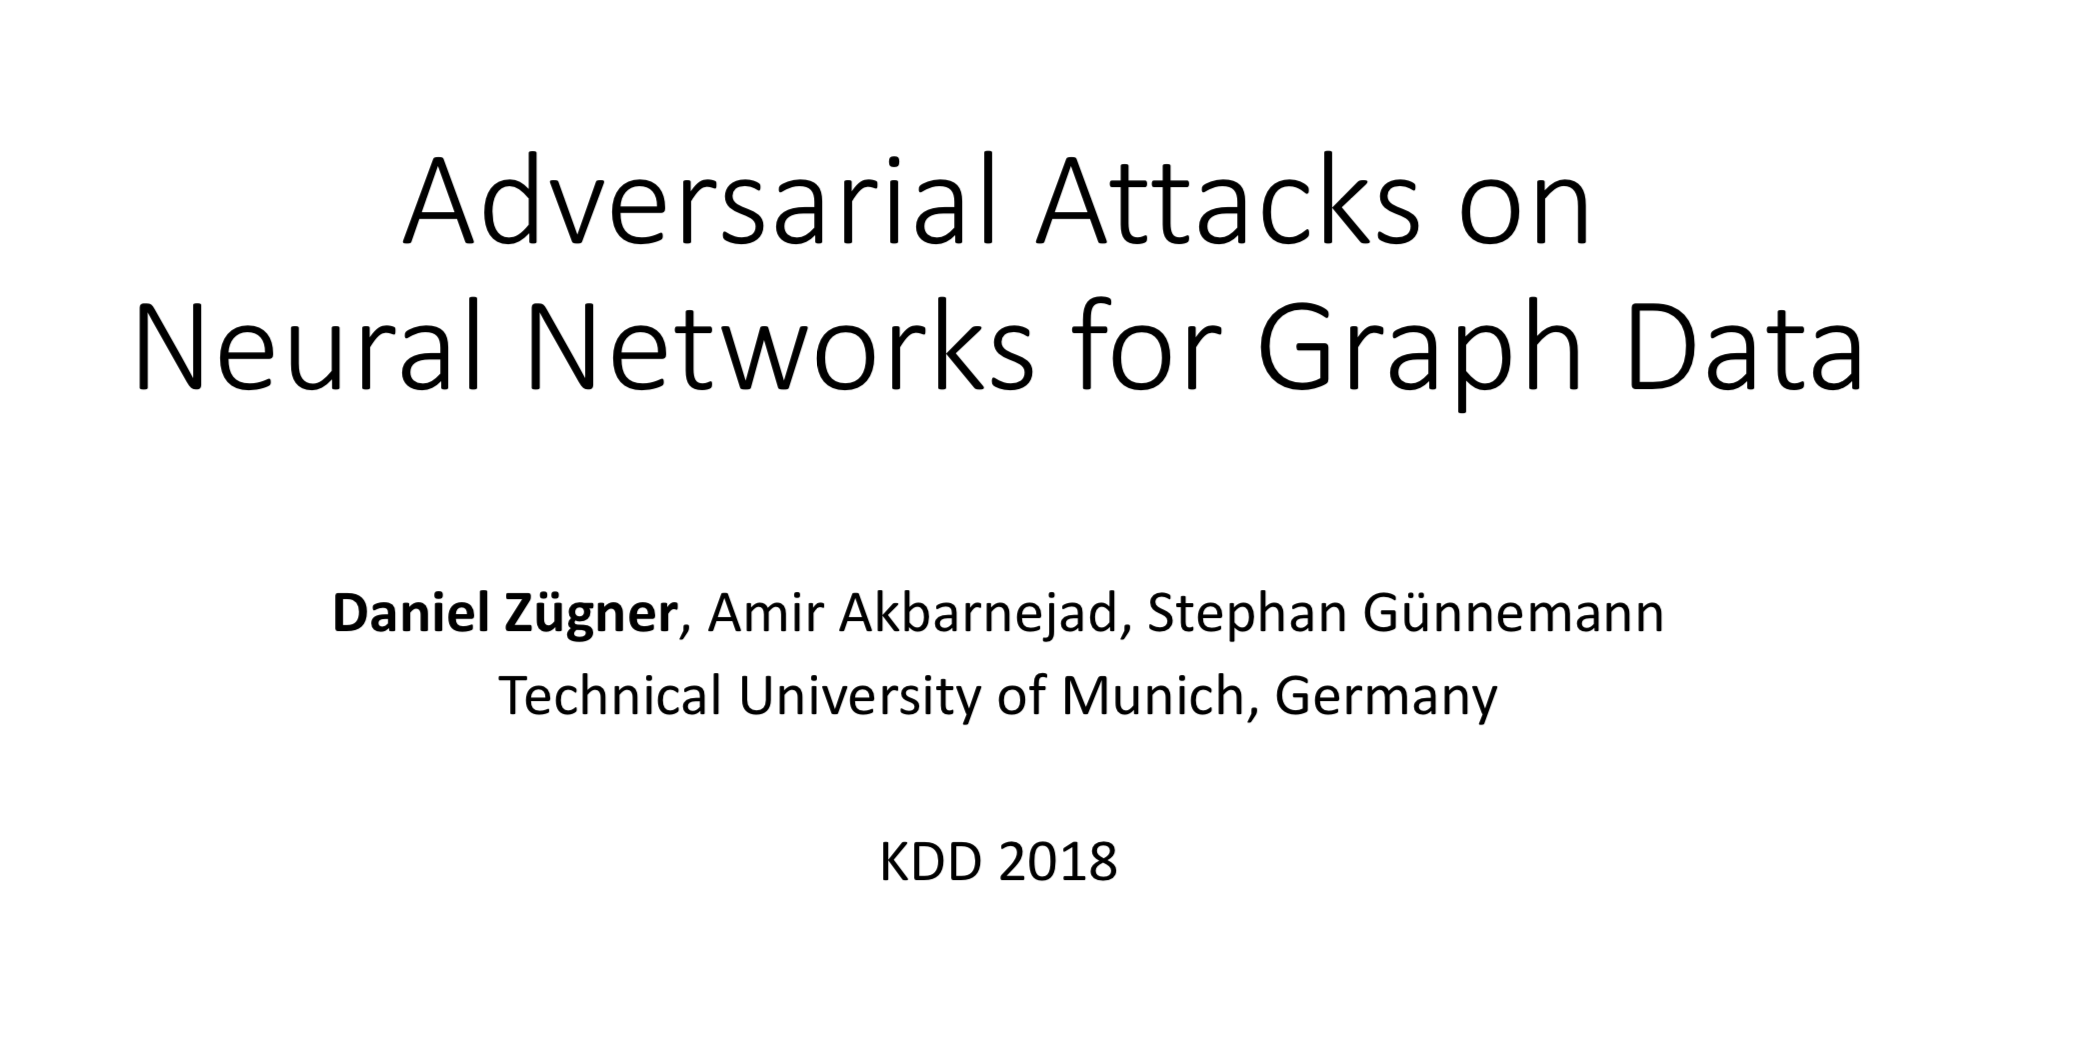 Adversarial Attacks on
Neural Networks for Graph Data
Daniel Zügner, Amir Akbarnejad, Stephan Günnemann
Technical University of Munich, Germany
KDD 2018